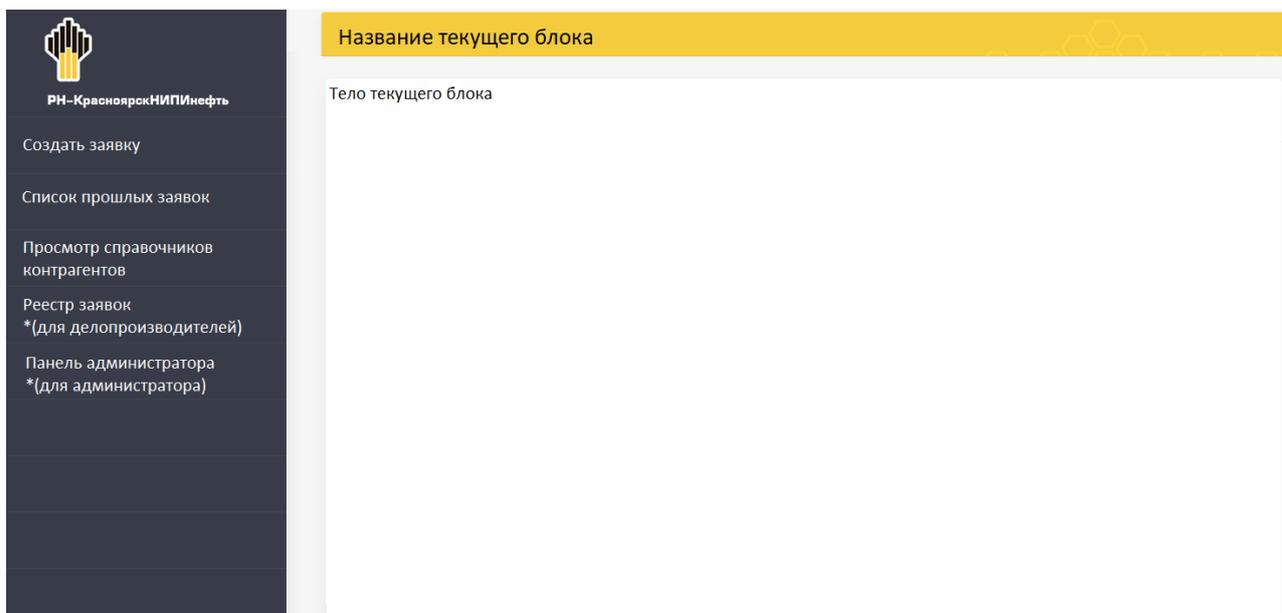 РН-КрасноярскНИПИнефть
Создать заявку
Список прошлых заявок
Просмотр справочников
контрагентов
Реестр заявок
*(для делопроизводителей)
Панель администратора
*(для администратора)
Название текущего блока
Тело текущего блока